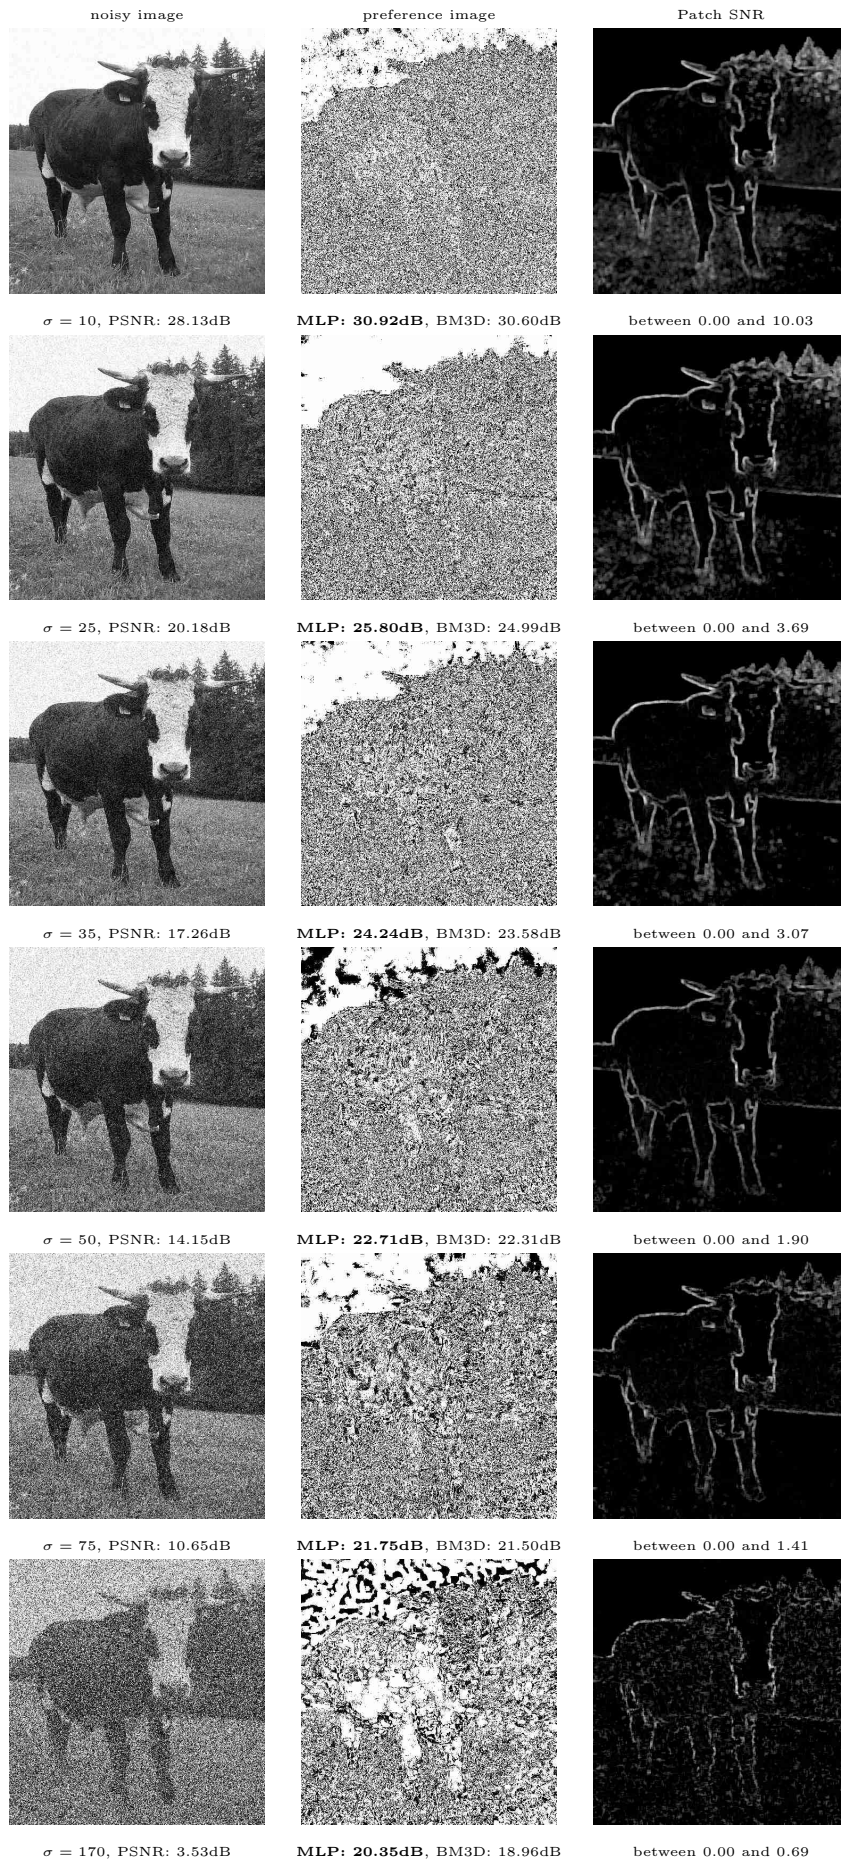 noisy image preference image Patch SNR
σ = 10, PSNR: 28.13dB MLP: 30.92dB, BM3D: 30.60dB between 0.00 and 10.03
σ = 25, PSNR: 20.18dB MLP: 25.80dB, BM3D: 24.99dB between 0.00 and 3.69
σ = 35, PSNR: 17.26dB MLP: 24.24dB, BM3D: 23.58dB between 0.00 and 3.07
σ = 50, PSNR: 14.15dB MLP: 22.71dB, BM3D: 22.31dB between 0.00 and 1.90
σ = 75, PSNR: 10.65dB MLP: 21.75dB, BM3D: 21.50dB between 0.00 and 1.41
σ = 170, PSNR: 3.53dB MLP: 20.35dB, BM3D: 18.96dB between 0.00 and 0.69